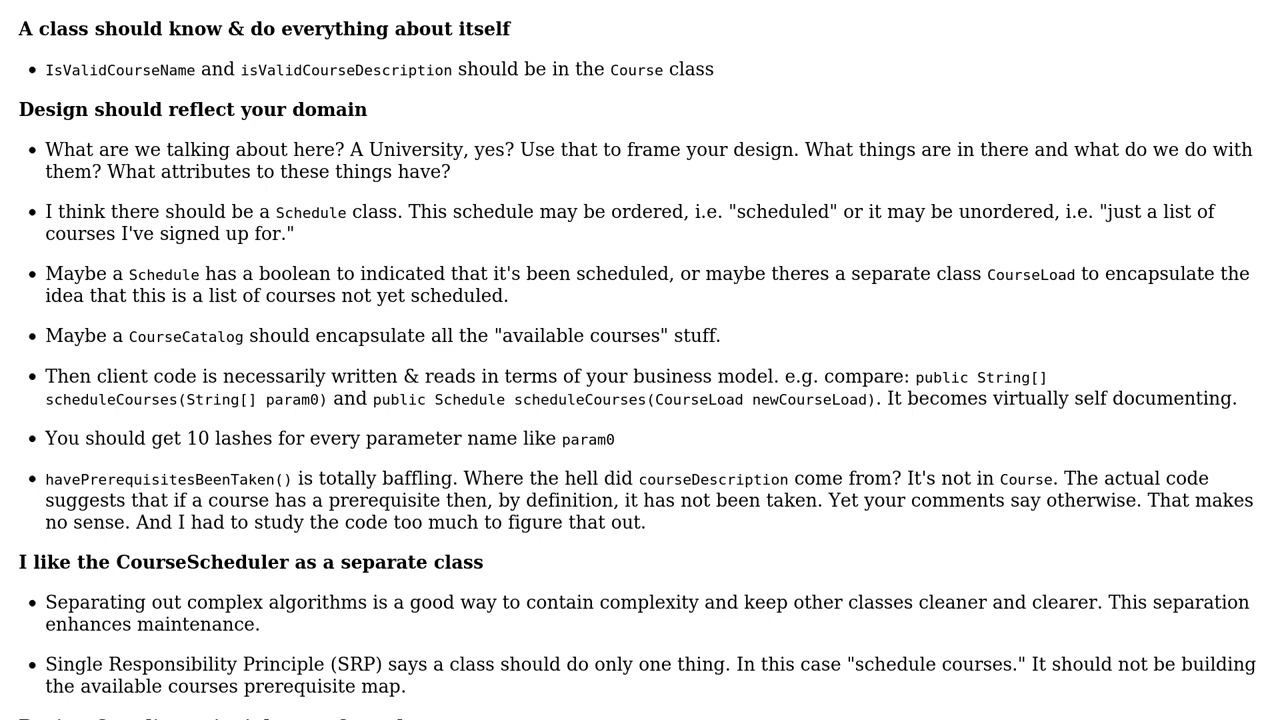 A class should know & do everything about itself
IsValidCourseName and isValidCourseDescription should be in the Course class
Design should reflect your domain
What are we talking about here? A University, yes? Use that to frame your design. What things are in there and what do we do with
them? What attributes to these things have?
I think there should be a Schedule class. This schedule may be ordered, i.e. "scheduled" or it may be unordered, i.e. "just a list of
courses I've signed up for."
Maybe a Schedule has a boolean to indicated that it's been scheduled, or maybe theres a separate class CourseLoad to encapsulate the
idea that this is a list of courses not yet scheduled.
Maybe a CourseCatalog should encapsulate all the "available courses" stuff.
Then client code is necessarily written & reads in terms of your business model. e.g. compare: public String[]
scheduleCourses(String[] param0) and public Schedule scheduleCourses(CourseLoad newCourseLoad). It becomes virtually self documenting.
You should get 10 lashes for every parameter name like param0
havePrerequisitesBeenTaken() is totally baffling. Where the hell did courseDescription come from? It's not in Course. The actual code
suggests that if a course has a prerequisite then, by definition, it has not been taken. Yet your comments say otherwise. That makes
no sense. And I had to study the code too much to figure that out.
I like the CourseScheduler as a separate class
Separating out complex algorithms is a good way to contain complexity and keep other classes cleaner and clearer. This separation
enhances maintenance.
Single Responsibility Principle (SRP) says a class should do only one thing. In this case "schedule courses." It should not be building
the available courses prerequisite map.